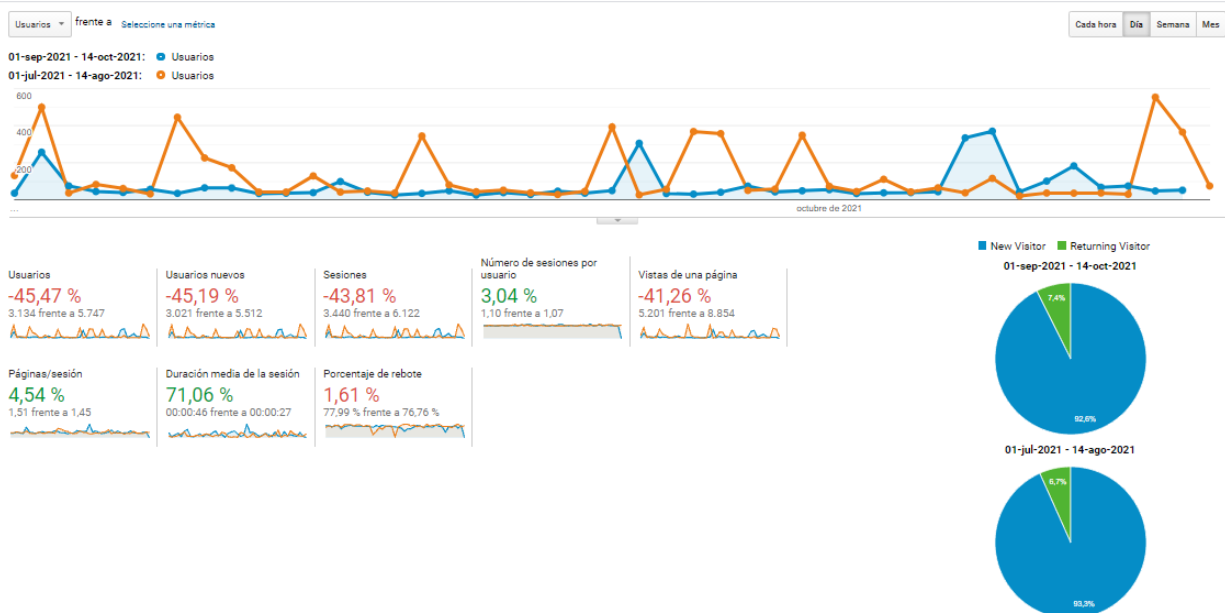 Usuarios frente a Seleccione una métrica
Cada hora Día Semana Mes
01-sep-2021 - 14-oct-2021: Usuarios
01-jul-2021 - 14-ago-2021: Usuarios
600
400
200
...
octubre de 2021
New Visitor Returning Visitor
01-sep-2021 - 14-oct-2021
7,4%
92,6%
01-jul-2021 - 14-ago-2021
6,7%
93,3%
Usuarios
-45,47 %
3.134 frente a 5.747
Usuarios nuevos
-45,19 %
3.021 frente a 5.512
Sesiones
-43,81 %
3.440 frente a 6.122
Número de sesiones por
usuario
3,04 %
1,10 frente a 1,07
Vistas de una página
-41,26 %
5.201 frente a 8.854
Páginas/sesión
4,54 %
1,51 frente a 1,45
Duración media de la sesión
71,06 %
00:00:46 frente a 00:00:27
Porcentaje de rebote
1,61 %
77,99 % frente a 76,76 %